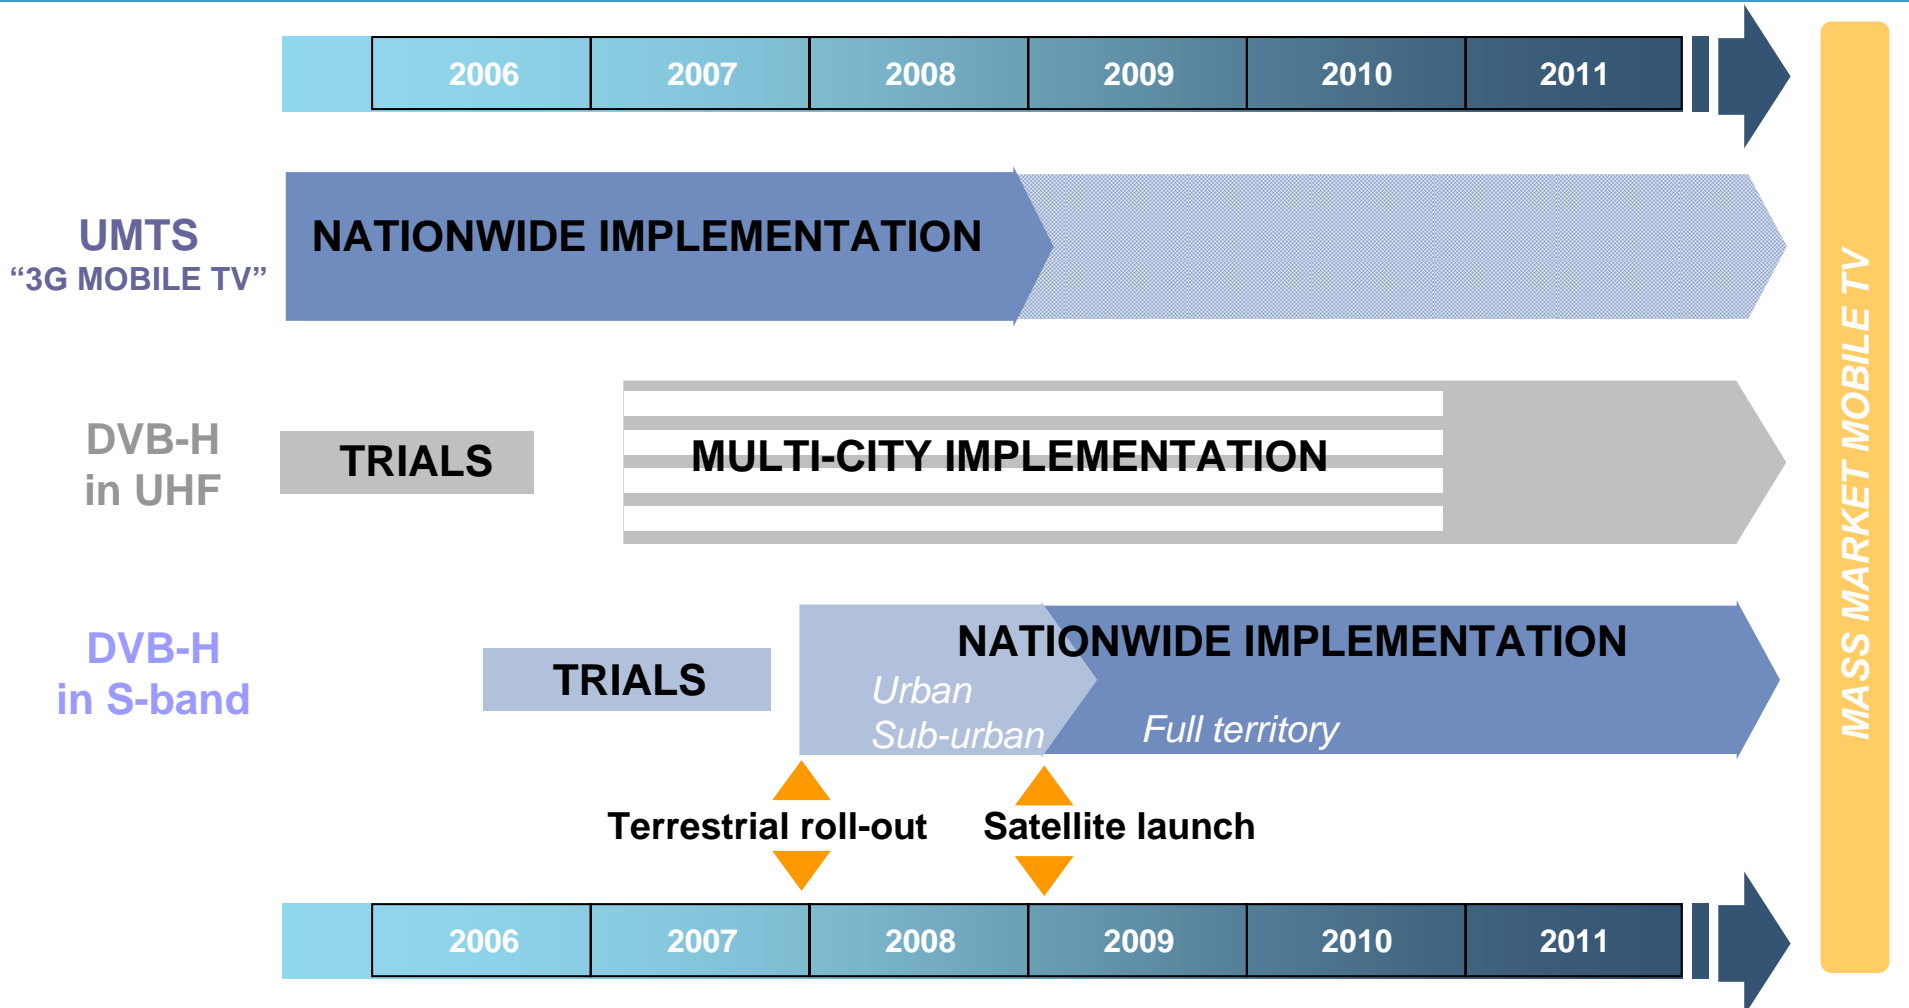 2006 2007 2008 2009 2010 2011
UMTS
“3G MOBILE TV”
NATIONWIDE IMPLEMENTATION
DVB-H
in UHF
TRIALS
MULTI-CITY IMPLEMENTATION
DVB-H
in S-band
TRIALS
NATIONWIDE IMPLEMENTATION
Urban
Sub-urban
Full territory
Terrestrial roll-out
Satellite launch
2006 2007 2008 2009 2010 2011
MASS MARKET MOBILE TV